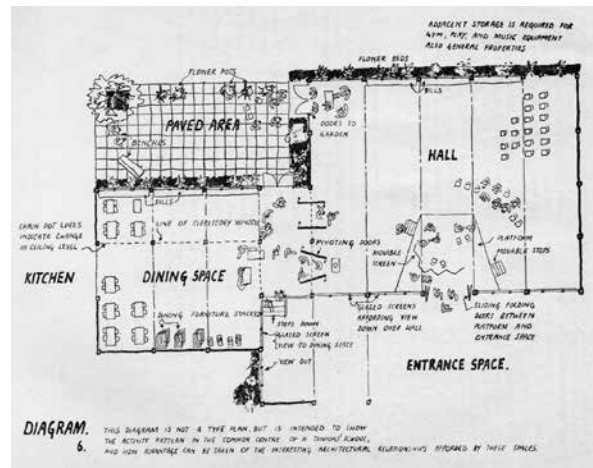 ADJACENT STORAGE IS REQUIRED FOR
GYM, PLAY, AND MUSIC EQUIPMENT
ALSO GENERAL PROPERTIES
FLOWER POTS
FLOWER BEDS
BILLS
PAVED AREA
DOORS TO
GARDEN
BENCHES
HALL
BILLS
CHAIN DOT LINES
INDICATE CHANGE
IN CEILING LEVEL
LINE OF CLERESTORY WINDOW
PIVOTING DOORS
PLATFORM
MOVABLE STEPS
MOVABLE
SCREEN
KITCHEN
DINING SPACE
DINING FURNITURE STACKED
STEPS DOWN
GLAZED SCREEN
VIEW TO DINING SPACE
VIEW OUT
GLAZED SCREENS
AFFORDING VIEW
DOWN OVER HALL
SLIDING FOLDING
DOORS BETWEEN
PLATFORM AND
ENTRANCE SPACE
ENTRANCE SPACE.
DIAGRAM.
6.
THIS DIAGRAM IS NOT A TYPE PLAN, BUT IS INTENDED TO SHOW
THE ACTIVITY PATTERN IN THE COMMON CENTRE OF A JUNIOR SCHOOL,
AND HOW ADVANTAGE CAN BE TAKEN OF THE INTERESTING ARCHITECTURAL RELATIONSHIPS AFFORDED BY THESE SPACES.